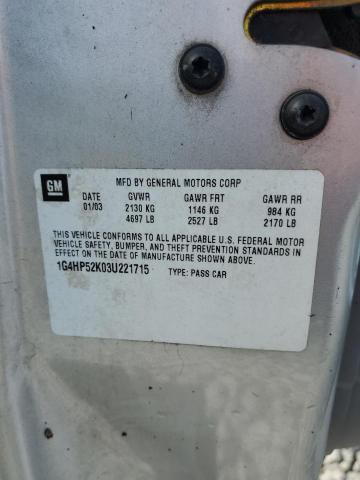 GM
MFD BY GENERAL MOTORS CORP
DATE GVWR GAWR FRT GAWR RR
01/03 2130 KG 1146 KG 984 KG
4697 LB 2527 LB 2170 LB
THIS VEHICLE CONFORMS TO ALL APPLICABLE U.S. FEDERAL MOTOR
VEHICLE SAFETY, BUMPER, AND THEFT PREVENTION STANDARDS IN
EFFECT ON THE DATE OF MANUFACTURE SHOWN ABOVE.
1G4HP52K03U221715 TYPE: PASS CAR